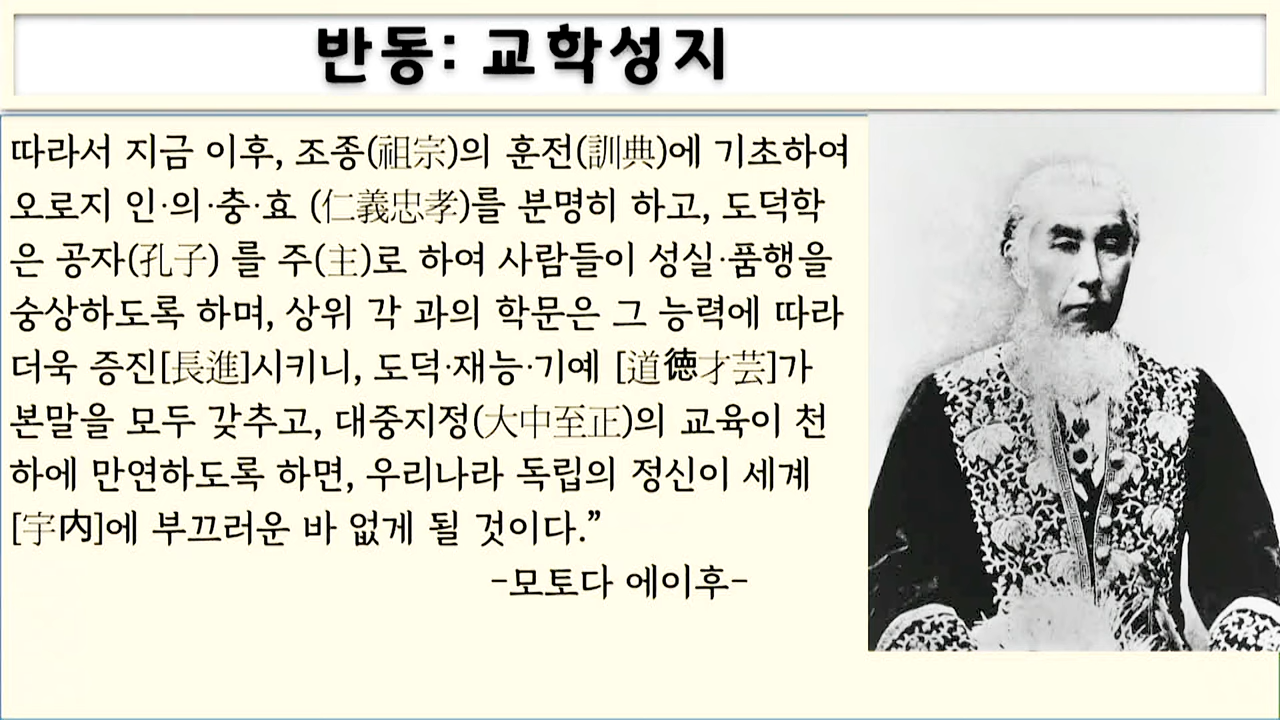 반동: 교학성지
따라서 지금 이후, 조종(祖宗)의 훈전(訓典)에 기초하여
오로지 인·의·충·효 (仁義忠孝)를 분명히 하고, 도덕학
은 공자(孔子) 를 주(主)로 하여 사람들이 성실·품행을
숭상하도록 하며, 상위 각 과의 학문은 그 능력에 따라
더욱 증진[長進]시키니, 도덕·재능·기예 [道徳才芸]가
본말을 모두 갖추고, 대중지정(大中至正)의 교육이 천
하에 만연하도록 하면, 우리나라 독립의 정신이 세계
[宇内]에 부끄러운 바 없게 될 것이다.”
-모토다 에이후-